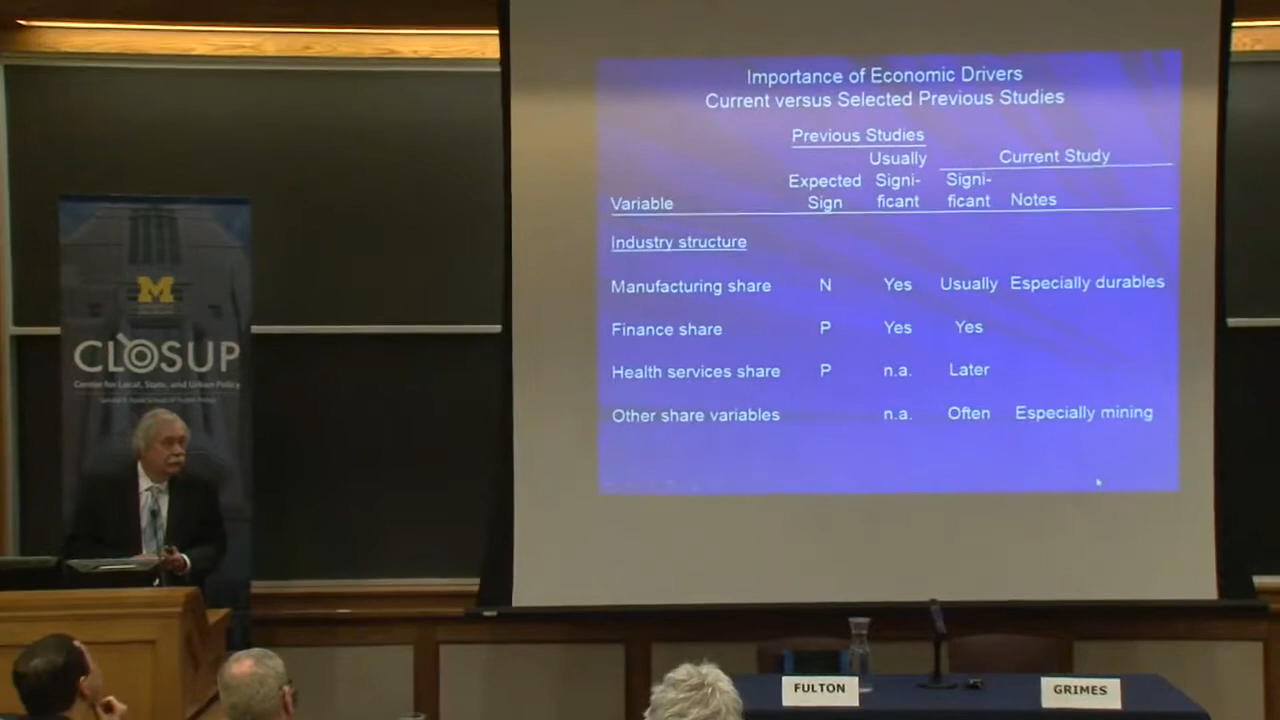 Importance of Economic Drivers
Current versus Selected Previous Studies
Previous Studies
Usually
Current Study
Expected Signi- Signi-
Variable Sign ficant ficant Notes
Industry structure
Manufacturing share N Yes Usually Especially durables
Finance share P Yes Yes
Health services share P n.a. Later
Other share variables n.a. Often Especially mining
M
CLOSUP
Center for Local, State, and Urban Policy
FULTON
GRIMES